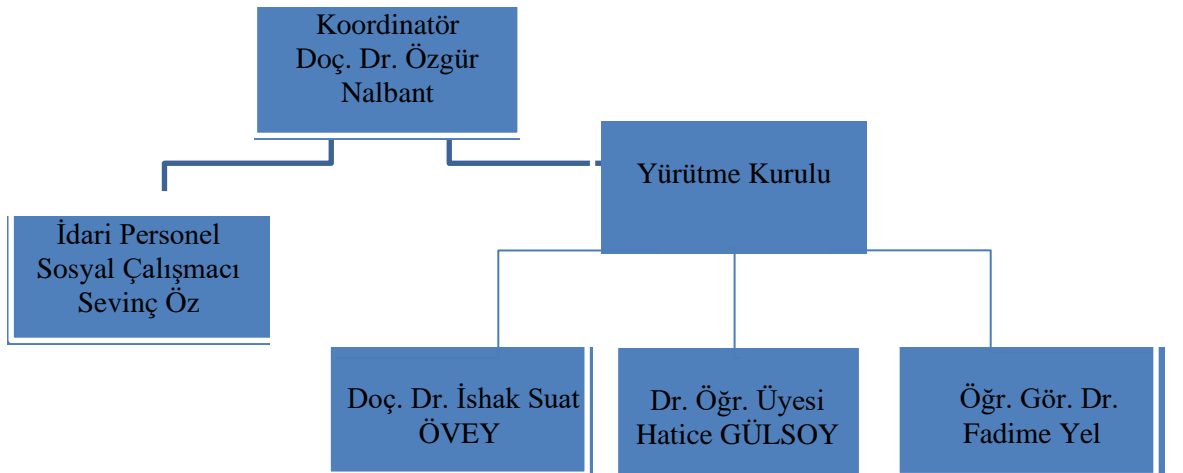 Koordinatör
Doç. Dr. Özgür
Nalbant
Yürütme Kurulu
İdari Personel
Sosyal Çalışmacı
Sevinç Öz
Doç. Dr. İshak Suat
ÖVEY
Dr. Öğr. Üyesi
Hatice GÜLSOY
Öğr. Gör. Dr.
Fadime Yel